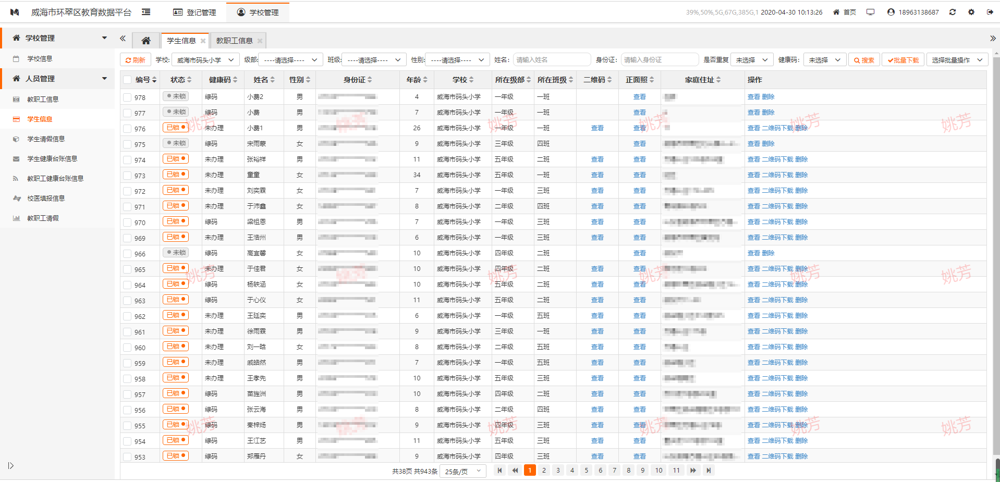 威海市环翠区教育数据平台 登记管理 学校管理 39%,50%,5G,67G,385G,1 2020-04-30 10:13:26 首页 18963138687
学校管理
学校信息
人员管理
教职工信息
学生信息
学生请假信息
学生健康台账信息
教职工健康台账信息
校医填报信息
教职工请假
学生信息 教职工信息
刷新 学校: 威海市码头小学 级部: ----请选择---- 班级: ----请选择---- 性别: ----请选择---- 姓名: 请输入姓名 身份证: 请输入身份证 是否重复 未选择 健康码: 未选择 搜索 批量下载 选择批量操作
编号 状态 健康码 姓名 性别 身份证 年龄 学校 所在级部 所在班级 二维码 正面照 家庭住址 操作
978 未锁 绿码 小费2 男 4 威海市码头小学 一年级 一班 查看 查看 删除
977 未锁 绿码 小费 男 7 威海市码头小学 一年级 一班 查看 查看 删除
976 已锁 未办理 小费1 男 26 威海市码头小学 一年级 一班 查看 查看 查看 二维码下载 删除
975 未锁 绿码 宋雨蒙 女 9 威海市码头小学 三年级 四班 查看 查看 删除
974 已锁 未办理 张裕祥 男 11 威海市码头小学 五年级 二班 查看 查看 查看 二维码下载 删除
973 已锁 未办理 童童 女 34 威海市码头小学 五年级 一班 查看 查看 查看 二维码下载 删除
972 已锁 未办理 刘奕霖 女 7 威海市码头小学 一年级 三班 查看 查看 查看 二维码下载 删除
971 已锁 未办理 于沛鑫 女 8 威海市码头小学 二年级 四班 查看 查看 查看 二维码下载 删除
970 已锁 绿码 梁祖恩 男 7 威海市码头小学 一年级 三班 查看 查看 查看 二维码下载 删除
969 已锁 未办理 王浩州 男 6 威海市码头小学 一年级 三班 查看 查看 查看 二维码下载 删除
966 未锁 绿码 高宜馨 女 10 威海市码头小学 四年级 二班 查看 查看 删除
965 已锁 未办理 于佳君 女 10 威海市码头小学 四年级 二班 查看 查看 查看 二维码下载 删除
964 已锁 绿码 杨轶涵 女 10 威海市码头小学 五年级 二班 查看 查看 查看 二维码下载 删除
963 已锁 绿码 于心仪 女 11 威海市码头小学 五年级 二班 查看 查看 查看 二维码下载 删除
962 已锁 未办理 王廷奕 男 6 威海市码头小学 一年级 五班 查看 查看 查看 二维码下载 删除
961 已锁 未办理 徐雨霖 男 9 威海市码头小学 三年级 一班 查看 查看 查看 二维码下载 删除
960 已锁 未办理 刘一晗 女 8 威海市码头小学 二年级 五班 查看 查看 查看 二维码下载 删除
959 已锁 未办理 戚皓然 男 7 威海市码头小学 一年级 五班 查看 查看 查看 二维码下载 删除
958 已锁 未办理 王孝先 男 10 威海市码头小学 五年级 三班 查看 查看 查看 二维码下载 删除
957 已锁 绿码 苗旌洲 男 10 威海市码头小学 四年级 二班 查看 查看 查看 二维码下载 删除
956 已锁 绿码 张云海 男 8 威海市码头小学 二年级 四班 查看 查看 查看 二维码下载 删除
955 已锁 绿码 秦梓炀 男 9 威海市码头小学 四年级 三班 查看 查看 查看 二维码下载 删除
954 已锁 绿码 王江艺 男 11 威海市码头小学 五年级 三班 查看 查看 查看 二维码下载 删除
953 已锁 绿码 郑雁丹 女 9 威海市码头小学 四年级 三班 查看 查看 查看 二维码下载 删除
姚芳 姚芳 姚芳 姚芳 姚芳
姚芳 姚芳 姚芳 姚芳 姚芳
姚芳 姚芳 姚芳 姚芳 姚芳
共38页 共943条 25条/页 1 2 3 4 5 6 7 8 9 10 11